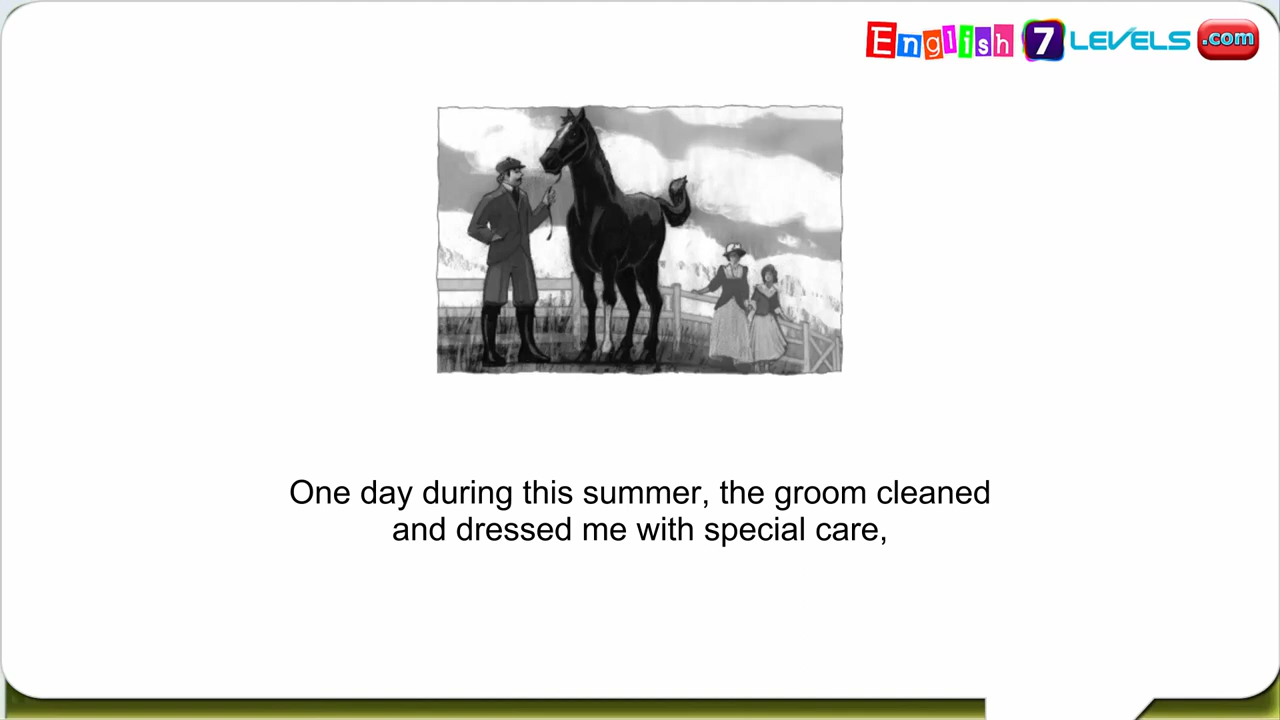 English 7 LEVELS .com
One day during this summer, the groom cleaned
and dressed me with special care,